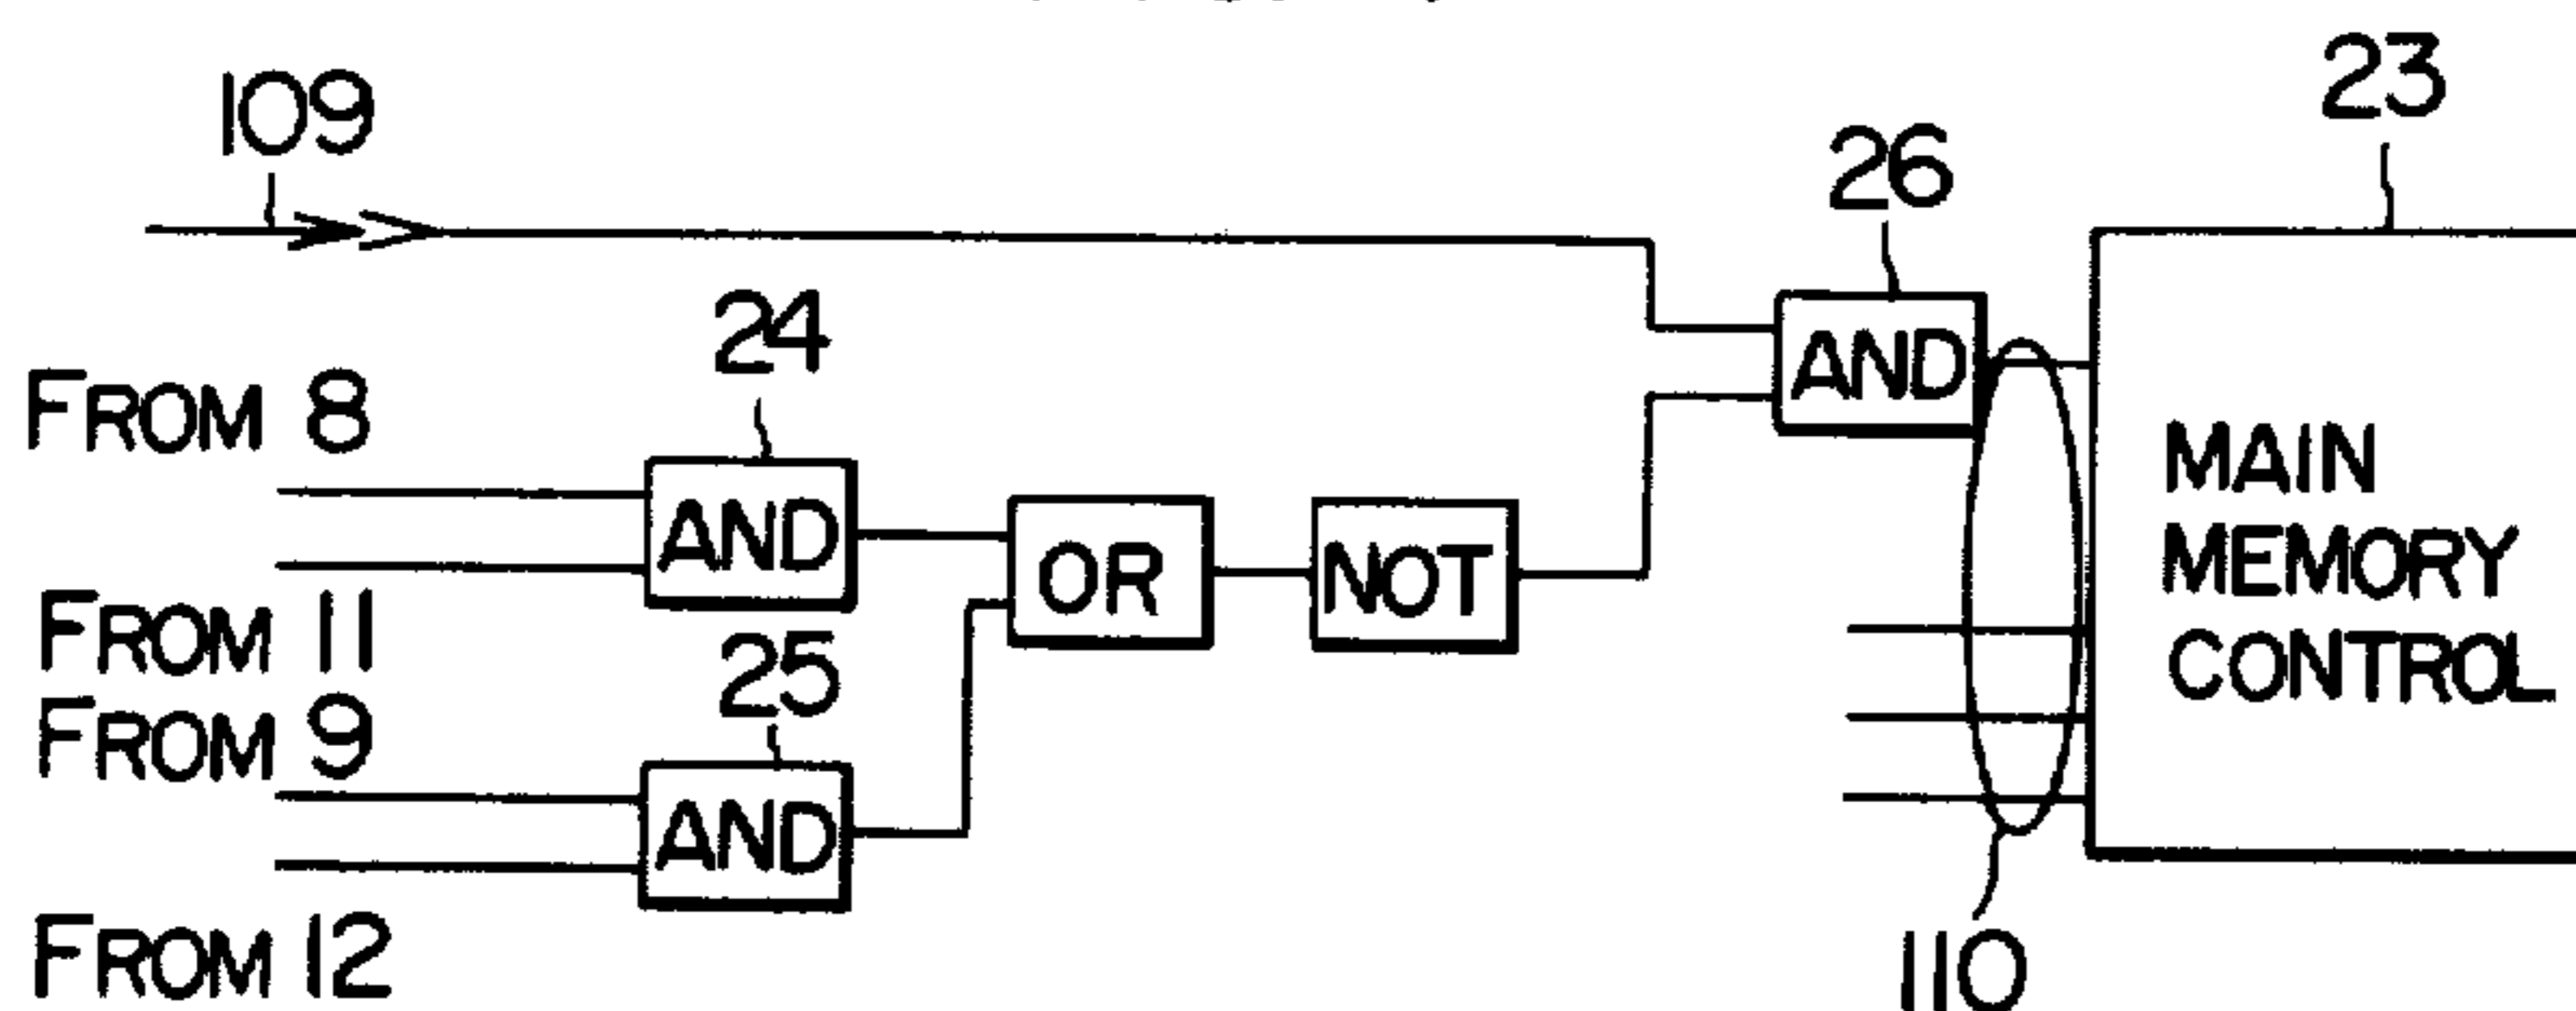 109
23
26
24
FROM 8
AND
MAIN
MEMORY
CONTROL
AND
OR
NOT
FROM 11
25
FROM 9
AND
FROM 12
110